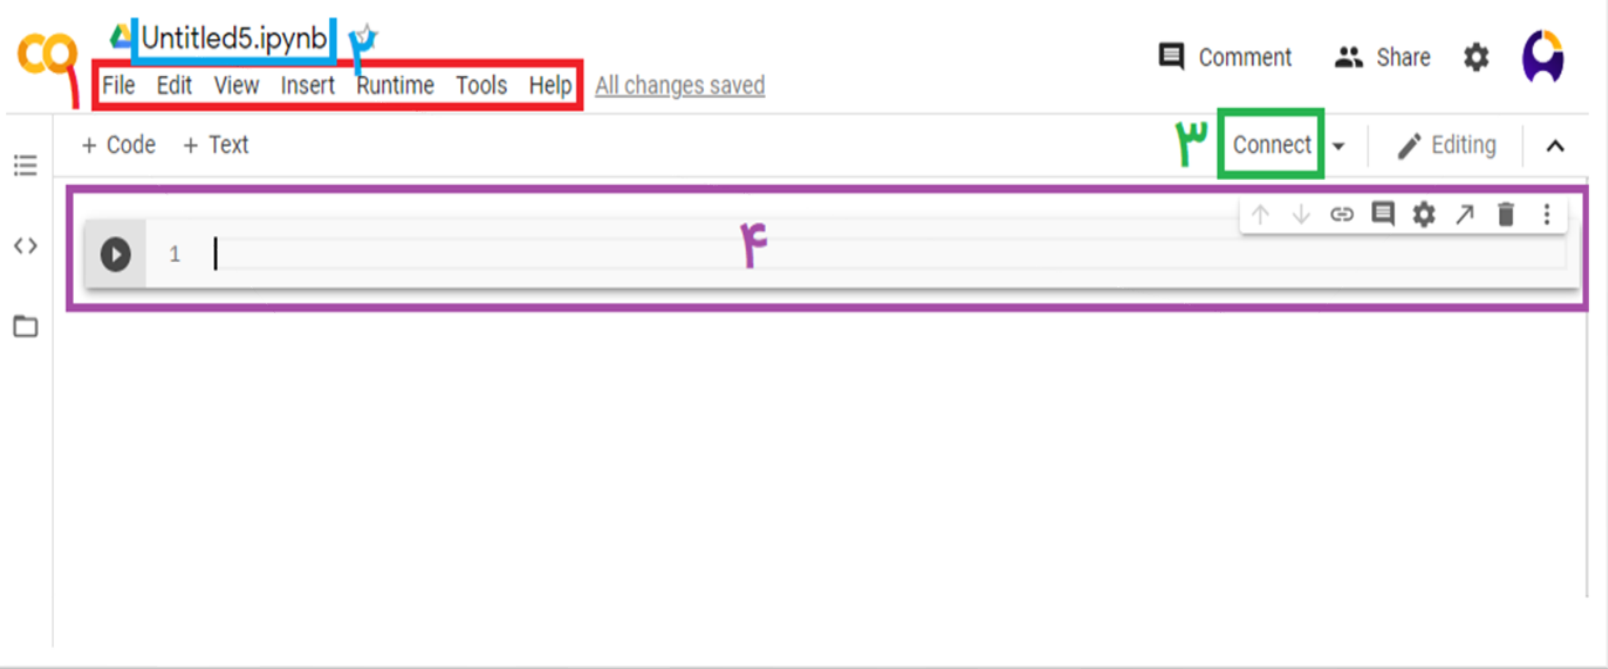 Untitled5.ipynb ۲
۱ File Edit View Insert Runtime Tools Help All changes saved
Comment Share
+ Code + Text
۳ Connect Editing
1
۴